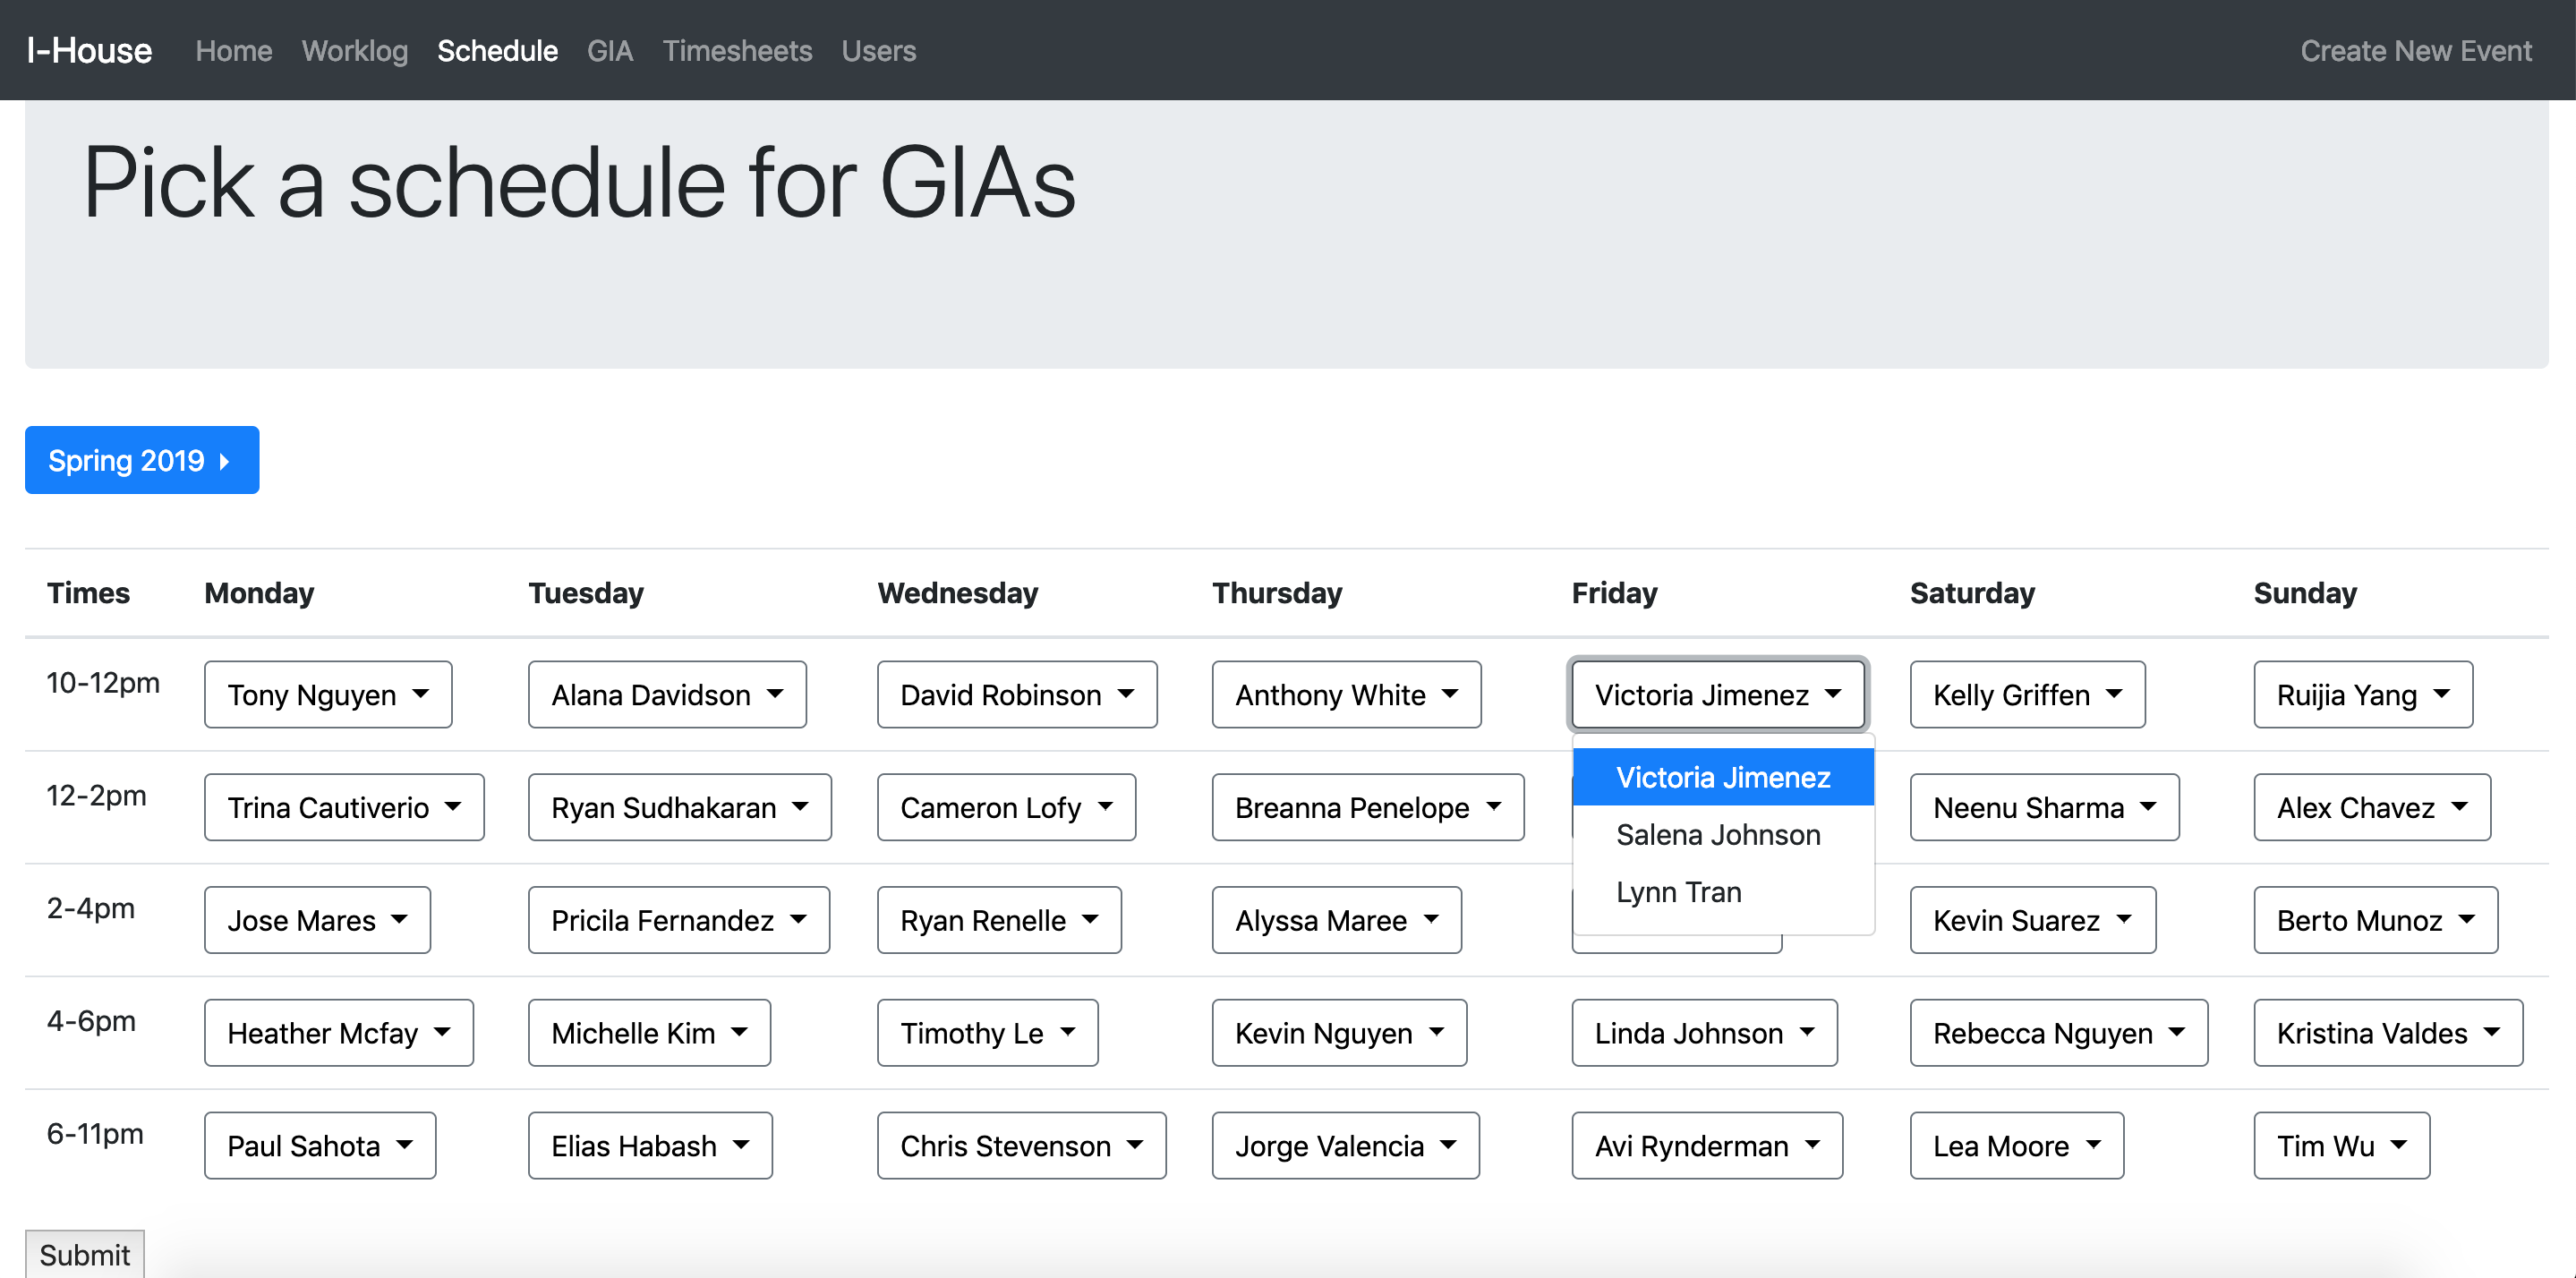 I-House Home Worklog Schedule GIA Timesheets Users Create New Event
Pick a schedule for GIAs
Spring 2019
Times Monday Tuesday Wednesday Thursday Friday Saturday Sunday
10-12pm Tony Nguyen Alana Davidson David Robinson Anthony White Victoria Jimenez Kelly Griffen Ruijia Yang
Victoria Jimenez
Salena Johnson
Lynn Tran
12-2pm Trina Cautiverio Ryan Sudhakaran Cameron Lofy Breanna Penelope Neenu Sharma Alex Chavez
2-4pm Jose Mares Pricila Fernandez Ryan Renelle Alyssa Maree Kevin Suarez Berto Munoz
4-6pm Heather Mcfay Michelle Kim Timothy Le Kevin Nguyen Linda Johnson Rebecca Nguyen Kristina Valdes
6-11pm Paul Sahota Elias Habash Chris Stevenson Jorge Valencia Avi Rynderman Lea Moore Tim Wu
Submit